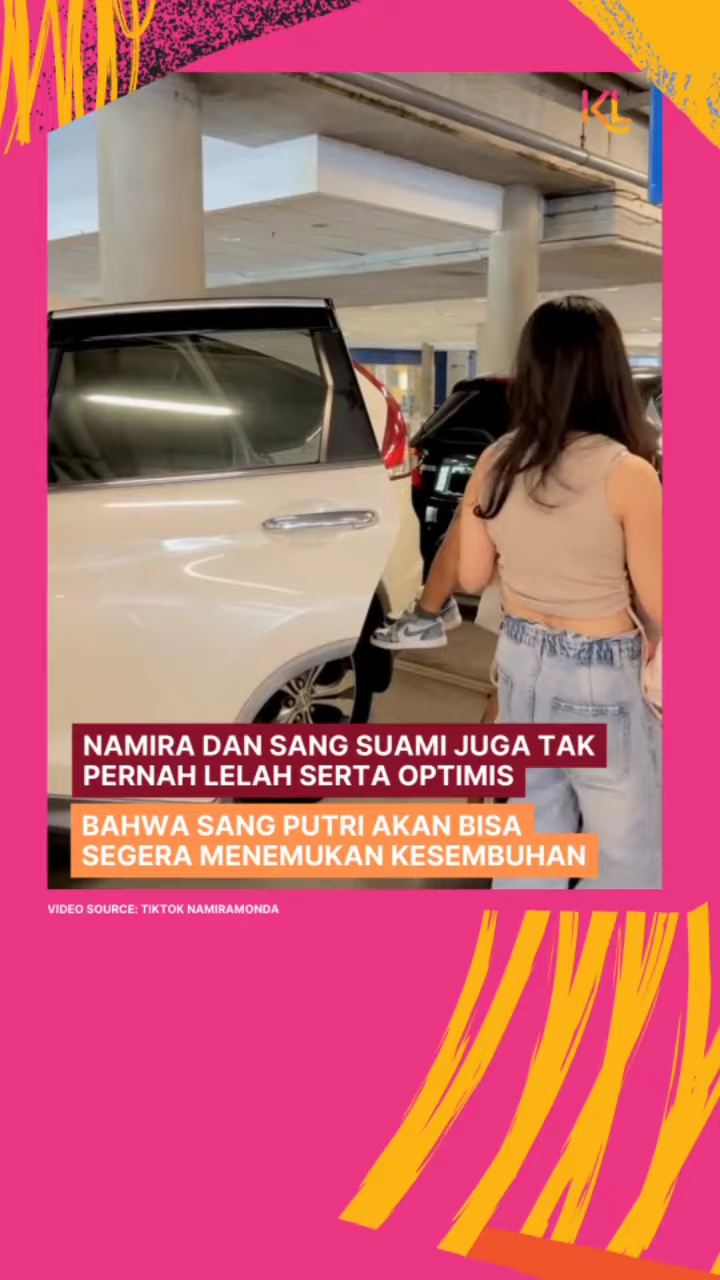 KL
NAMIRA DAN SANG SUAMI JUGA TAK
PERNAH LELAH SERTA OPTIMIS
BAHWA SANG PUTRI AKAN BISA
SEGERA MENEMUKAN KESEMBUHAN
VIDEO SOURCE: TIKTOK NAMIRAMONDA